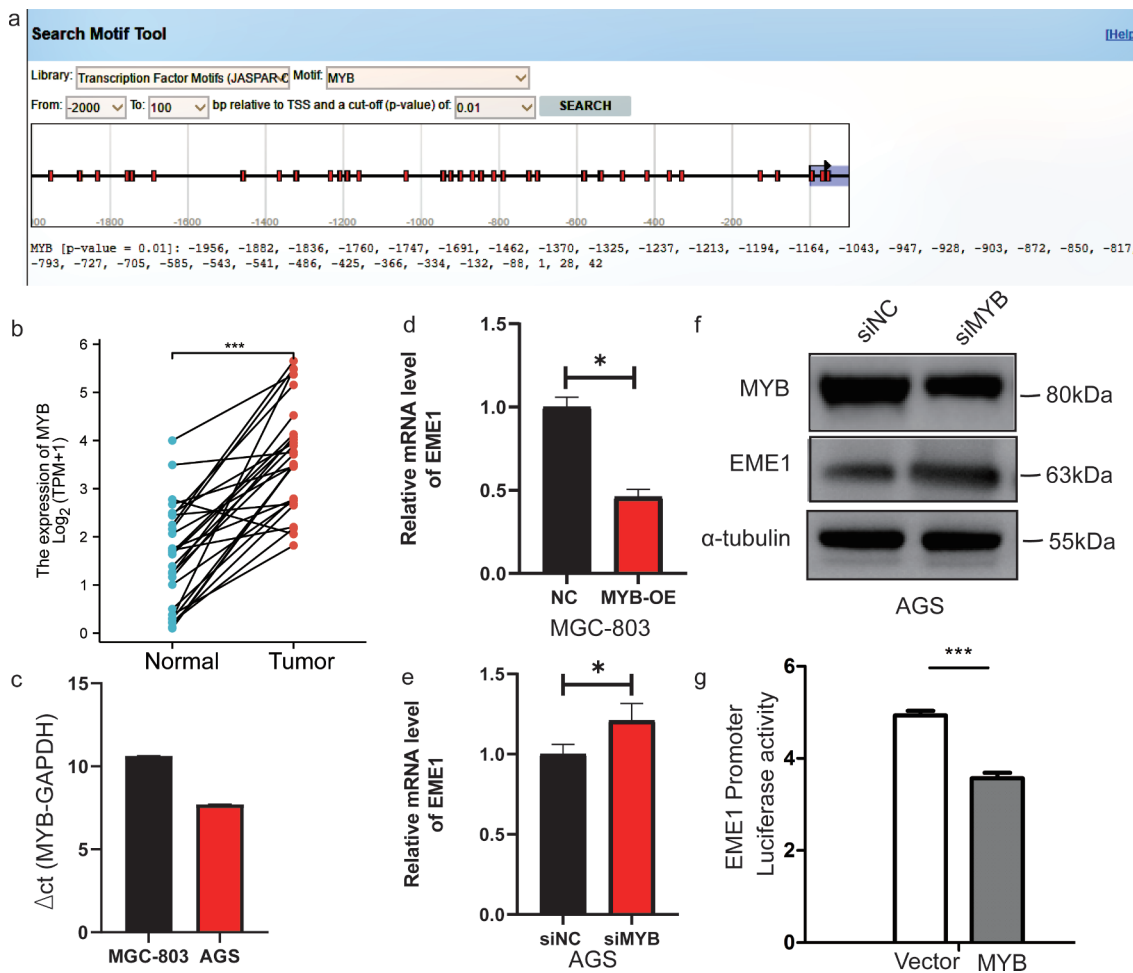 a
Search Motif Tool
[Help
Library: Transcription Factor Motifs (JASPAR C Motif: MYB
From: -2000 To: 100 bp relative to TSS and a cut-off (p-value) of: 0.01 SEARCH
00 -1800 -1600 -1400 -1200 -1000 -800 -600 -400 -200
MYB [p-value = 0.01]: -1956, -1882, -1836, -1760, -1747, -1691, -1462, -1370, -1325, -1237, -1213, -1194, -1164, -1043, -947, -928, -903, -872, -850, -817,
-793, -727, -705, -585, -543, -541, -486, -425, -366, -334, -132, -88, 1, 28, 42
b
The expression of MYB
Log2 (TPM+1)
6
5
4
3
2
1
0
***
Normal Tumor
c
Δct (MYB-GAPDH)
15
10
5
0
MGC-803 AGS
d
Relative mRNA level
of EME1
1.5
1.0
0.5
0.0
*
NC MYB-OE
MGC-803
e
Relative mRNA level
of EME1
1.5
1.0
0.5
0.0
*
siNC siMYB
AGS
f
siNC siMYB
MYB 80kDa
EME1 63kDa
α-tubulin 55kDa
AGS
g
EME1 Promoter
Luciferase activity
6
4
2
0
***
Vector MYB